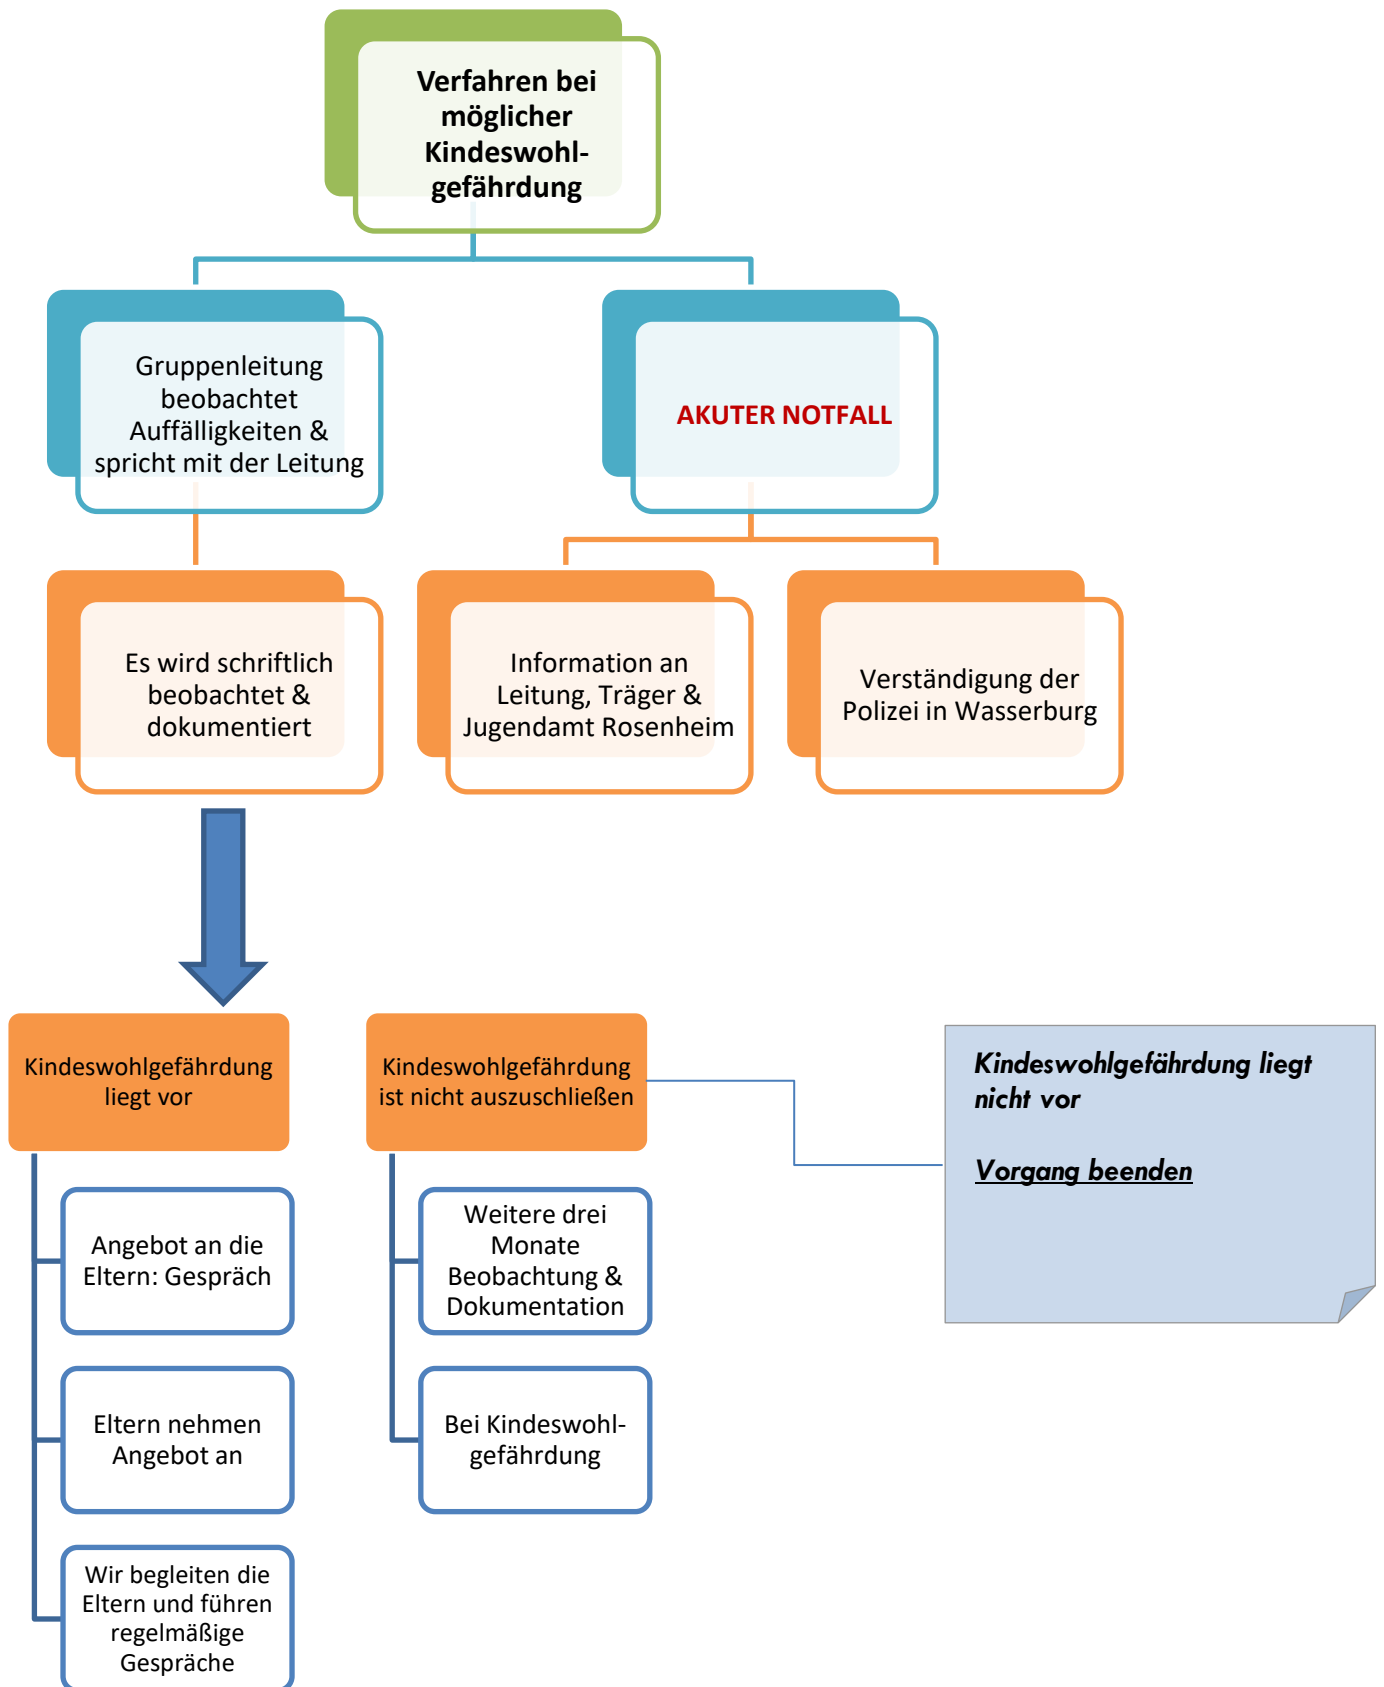 Verfahren bei
möglicher
Kindeswohl-
gefährdung
Gruppenleitung
beobachtet
Auffälligkeiten &
spricht mit der Leitung
AKUTER NOTFALL
Es wird schriftlich
beobachtet &
dokumentiert
Information an
Leitung, Träger &
Jugendamt Rosenheim
Verständigung der
Polizei in Wasserburg
Kindeswohlgefährdung
liegt vor
Angebot an die
Eltern: Gespräch
Eltern nehmen
Angebot an
Wir begleiten die
Eltern und führen
regelmäßige
Gespräche
Kindeswohlgefährdung
ist nicht auszuschließen
Weitere drei
Monate
Beobachtung &
Dokumentation
Bei Kindeswohl-
gefährdung
Kindeswohlgefährdung liegt
nicht vor
Vorgang beenden